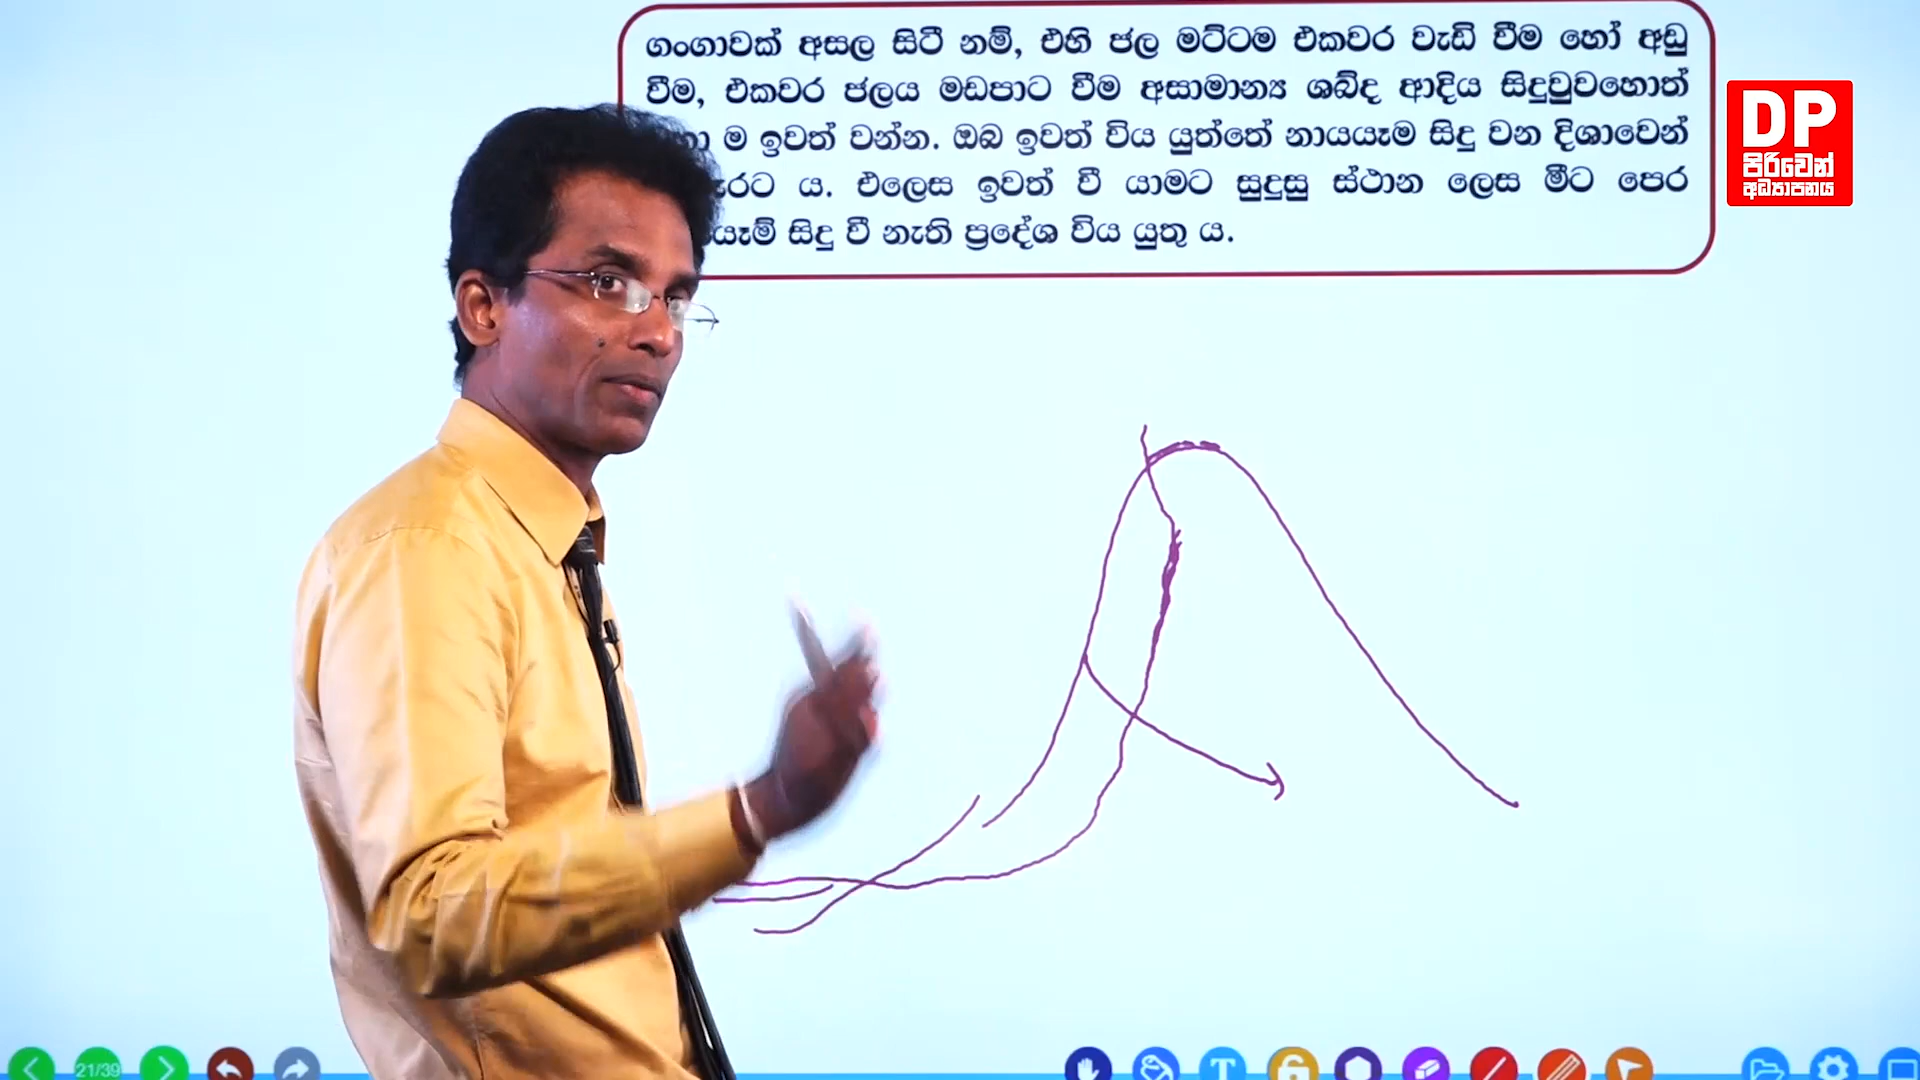 ගංගාවක් අසල සිටී නම්, එහි ජල මට්ටම එකවර වැඩි වීම හෝ අඩු
වීම, එකවර ජලය මඩපාට වීම අසාමාන්‍ය ශබ්ද ආදිය සිදුවුවහොත්
ම ඉවත් වන්න. ඔබ ඉවත් විය යුත්තේ නායයෑම සිදු වන දිශාවෙන්
ය. එලෙස ඉවත් වී යාමට සුදුසු ස්ථාන ලෙස මීට පෙර
සිදු වී නැති ප්‍රදේශ විය යුතු ය.
DP
පිරිවෙන්
අධ්‍යාපනය
21/39
T